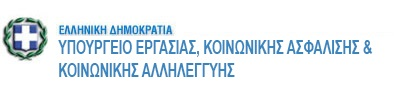 ΕΛΛΗΝΙΚΗ ΔΗΜΟΚΡΑΤΙΑ
ΥΠΟΥΡΓΕΙΟ ΕΡΓΑΣΙΑΣ, ΚΟΙΝΩΝΙΚΗΣ ΑΣΦΑΛΙΣΗΣ &
ΚΟΙΝΩΝΙΚΗΣ ΑΛΛΗΛΕΓΓΥΗΣ